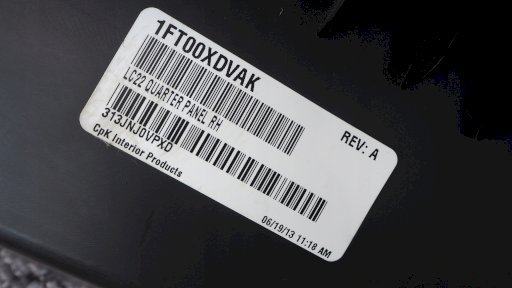 1FT00XDVAK
LC22 QUARTER PANEL RH
REV: A
313JNJ0VPXD
CpK Interior Products
06/19/13 11:18 AM